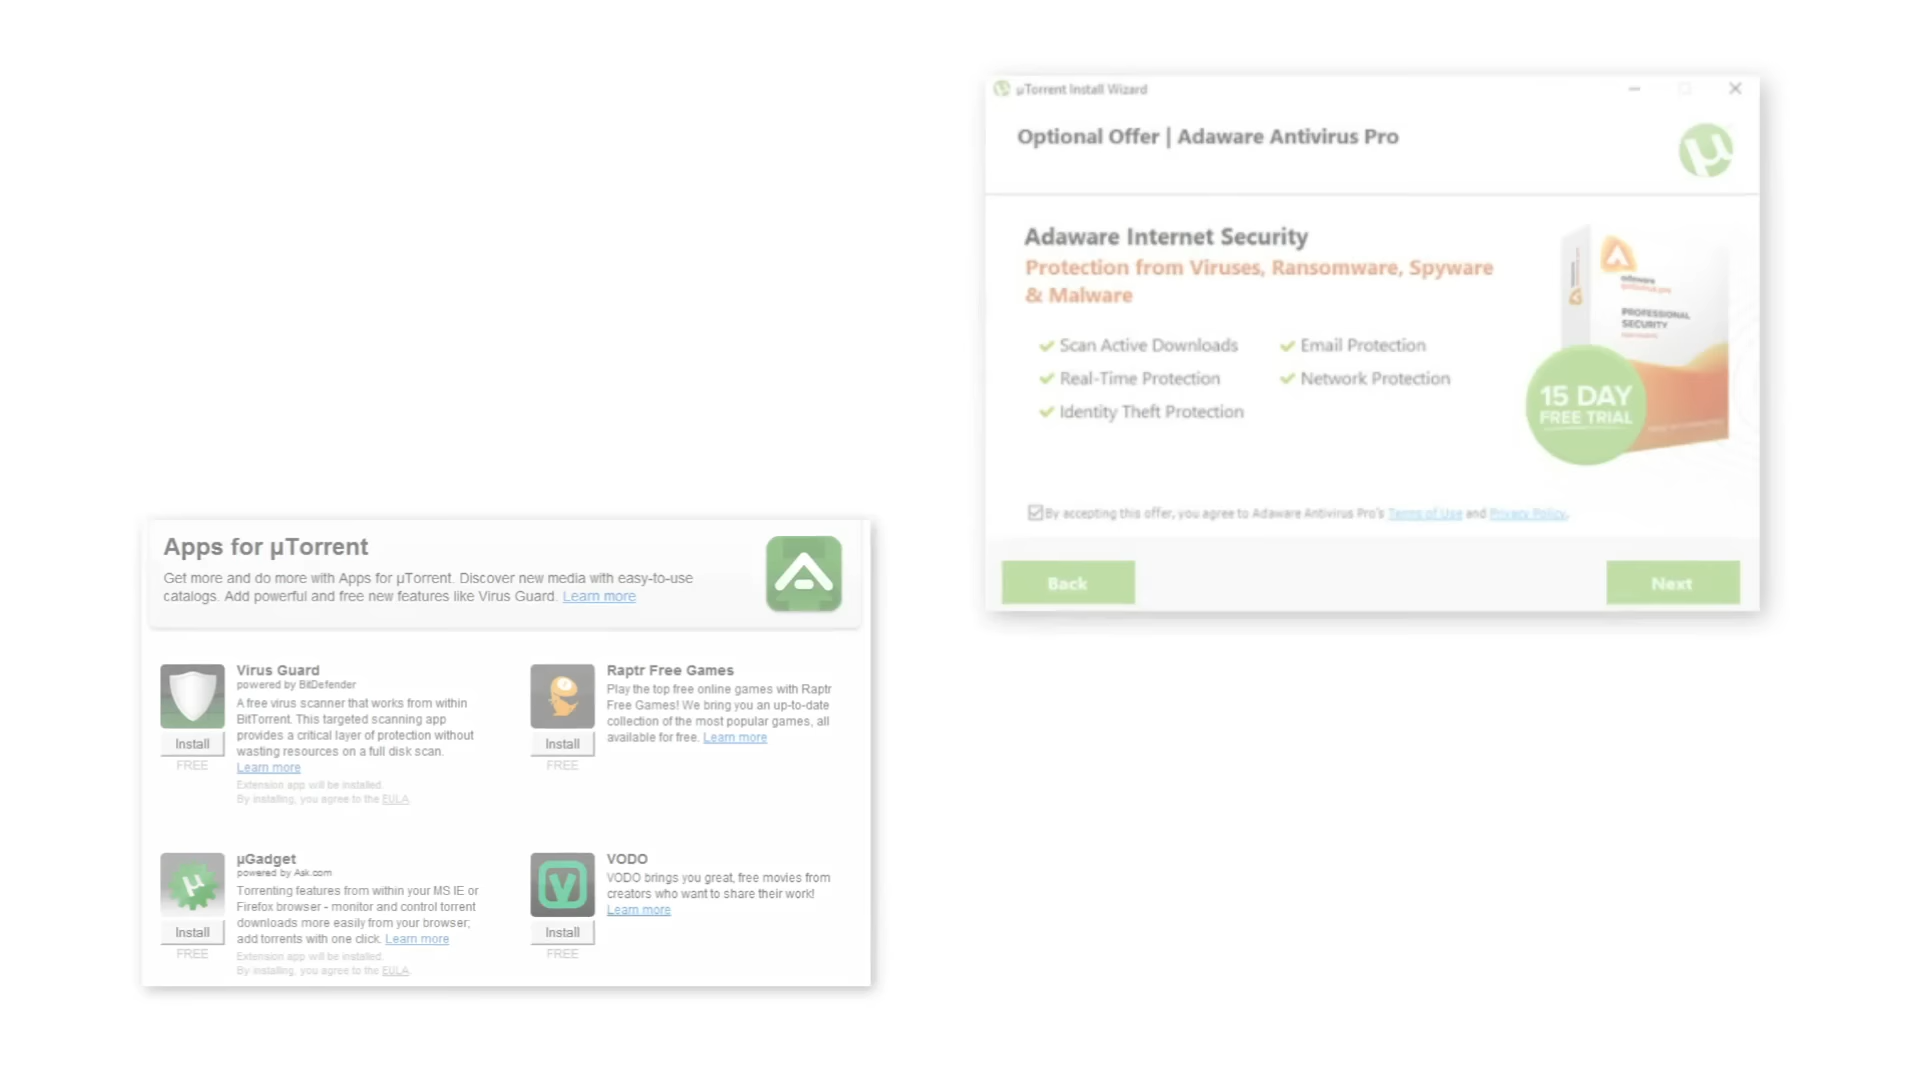 µTorrent Install Wizard
Optional Offer | Adaware Antivirus Pro
Adaware Internet Security
Protection from Viruses, Ransomware, Spyware
& Malware
Scan Active Downloads
Email Protection
Real-Time Protection
Network Protection
Identity Theft Protection
adaware
PROFESSIONAL
SECURITY
15 DAY
FREE TRIAL
By accepting this offer, you agree to Adaware Antivirus Pro's Terms of Use and Privacy Policy.
Back
Next
Apps for µTorrent
Get more and do more with Apps for µTorrent. Discover new media with easy-to-use
catalogs. Add powerful and free new features like Virus Guard. Learn more
Virus Guard
powered by BitDefender
A free virus scanner that works from within
BitTorrent. This targeted scanning app
provides a critical layer of protection without
wasting resources on a full disk scan.
Learn more
Extension app will be installed.
By installing, you agree to the EULA.
Install
FREE
Raptr Free Games
Play the top free online games with Raptr
Free Games! We bring you an up-to-date
collection of the most popular games, all
available for free. Learn more
Install
FREE
µGadget
powered by Ask.com
Torrenting features from within your MS IE or
Firefox browser - monitor and control torrent
downloads more easily from your browser;
add torrents with one click. Learn more
Extension app will be installed.
By installing, you agree to the EULA.
Install
FREE
VODO
VODO brings you great, free movies from
creators who want to share their work!
Learn more
Install
FREE